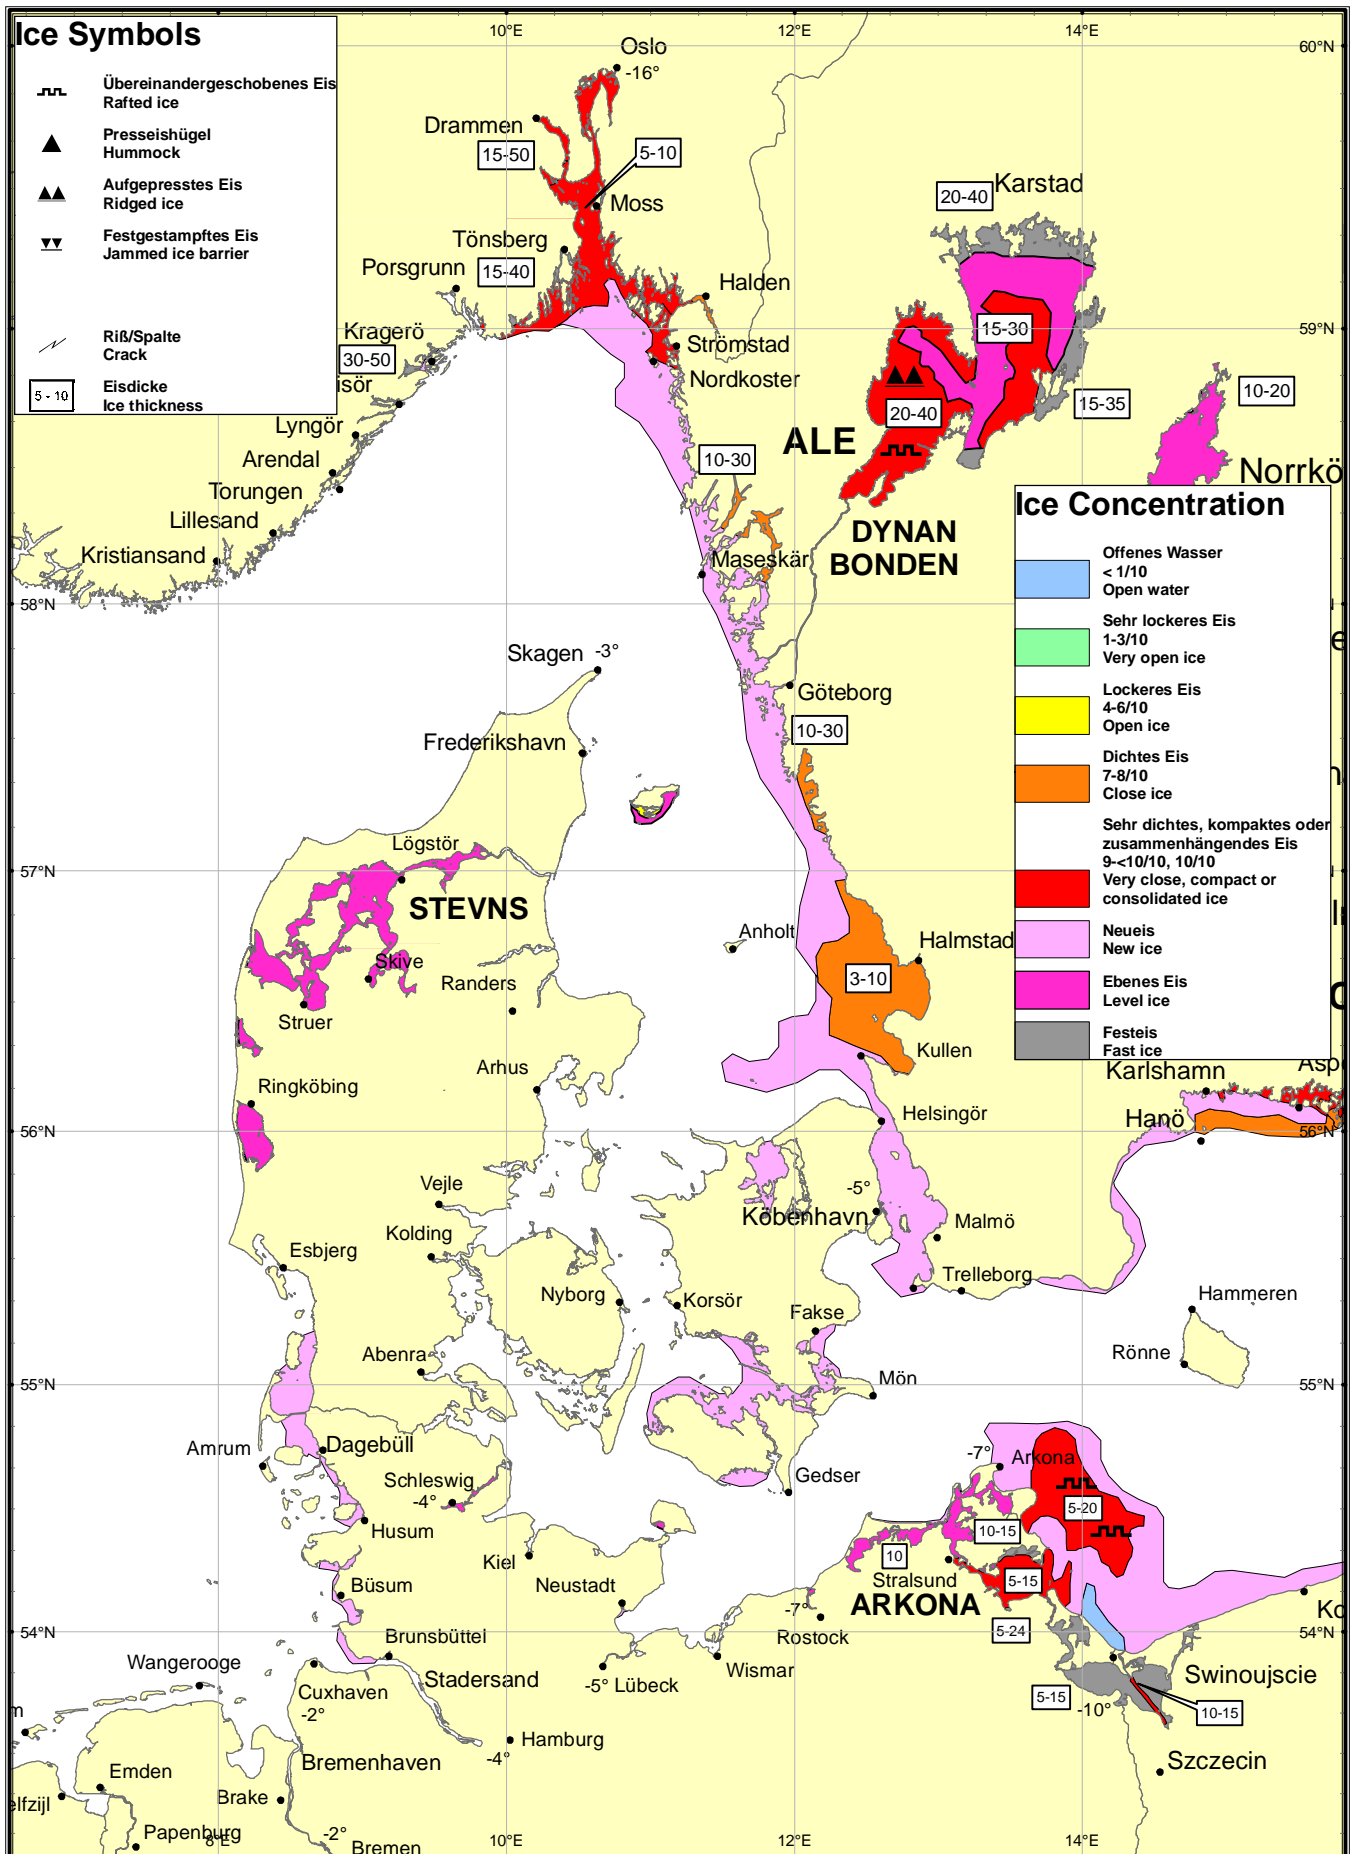 10°E
12°E
14°E
60°N
Ice Symbols
Übereinandergeschobenes Eis
Rafted ice
Presseishügel
Hummock
Aufgepresstes Eis
Ridged ice
Festgestampftes Eis
Jammed ice barrier
Riß/Spalte
Crack
5 - 10
Eisdicke
Ice thickness
Oslo
-16°
Drammen
15-50
5-10
Moss
Tönsberg
15-40
Porsgrunn
Halden
Kragerö
30-50
isör
Strömstad
Nordkoster
Lyngör
Arendal
Torungen
Lillesand
Kristiansand
20-40
Karstad
15-30
59°N
15-35
20-40
ALE
10-20
10-30
Norrkö
DYNAN
BONDEN
Maseskär
58°N
Ice Concentration
Offenes Wasser
< 1/10
Open water
Sehr lockeres Eis
1-3/10
Very open ice
Lockeres Eis
4-6/10
Open ice
Dichtes Eis
7-8/10
Close ice
Sehr dichtes, kompaktes oder
zusammenhängendes Eis
9-<10/10, 10/10
Very close, compact or
consolidated ice
Neueis
New ice
Ebenes Eis
Level ice
Festeis
Fast ice
Skagen -3°
Göteborg
10-30
Frederikshavn
Lögstör
57°N
STEVNS
Anholt
Halmstad
Skive
3-10
Randers
Struer
Kullen
Arhus
Ringköbing
Helsingör
Karlshamn
Asp
Hanö
56°N
56°N
Vejle
-5°
Köbenhavn
Malmö
Kolding
Esbjerg
Trelleborg
Nyborg
Korsör
Fakse
Hammeren
Abenra
Rönne
Mön
55°N
55°N
Amrum
Dagebüll
-7°
Arkona
Schleswig
-4°
Gedser
5-20
Husum
10-15
Kiel
10
Stralsund
5-15
Büsum
Neustadt
-7°
ARKONA
Ko
Rostock
5-24
54°N
54°N
Brunsbüttel
Wangerooge
Stadersand
Wismar
Swinoujscie
Cuxhaven
-5° Lübeck
5-15
-10°
10-15
-2°
m
Hamburg
-4°
Bremenhaven
Szczecin
Emden
elfzijl
Brake
Papenburg
-2°
Bremen
8°E
10°E
12°E
14°E